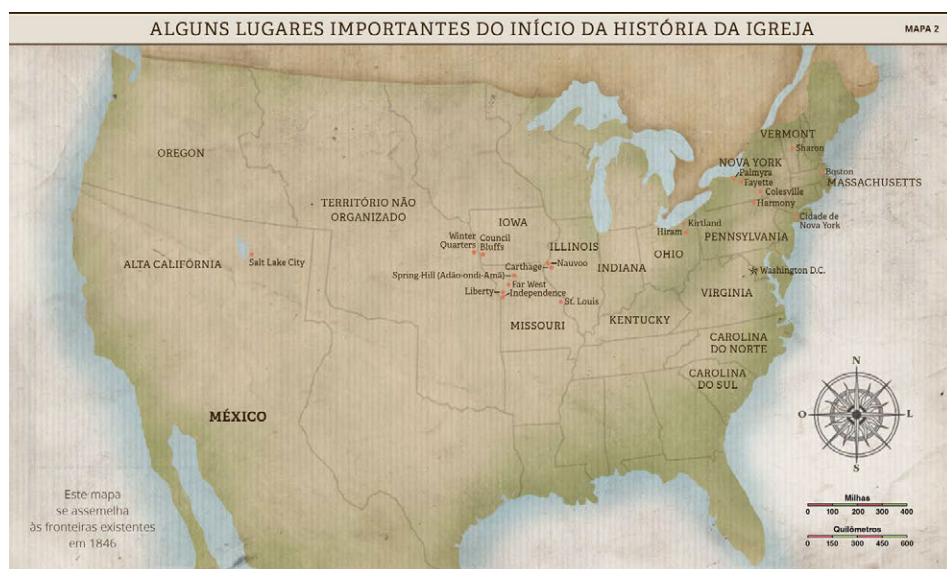 ALGUNS LUGARES IMPORTANTES DO INÍCIO DA HISTÓRIA DA IGREJA
MAPA 2
OREGON
TERRITÓRIO NÃO
ORGANIZADO
ALTA CALIFÓRNIA
Salt Lake City
MÉXICO
IOWA
Winter
Quarters
Council
Bluffs
ILLINOIS
Nauvoo
Carthage
Spring Hill (Adão-ondi-Amã)
Far West
Liberty
Independence
St. Louis
MISSOURI
INDIANA
KENTUCKY
OHIO
Kirtland
Hiram
VERMONT
Sharon
NOVA YORK
Palmyra
Fayette
Colesville
Harmony
Boston
MASSACHUSETTS
Cidade de
Nova York
PENNSYLVANIA
Washington D.C.
VIRGINIA
CAROLINA
DO NORTE
CAROLINA
DO SUL
N
O
L
S
Este mapa
se assemelha
às fronteiras existentes
em 1846
Milhas
0 100 200 300 400
Quilômetros
0 150 300 450 600